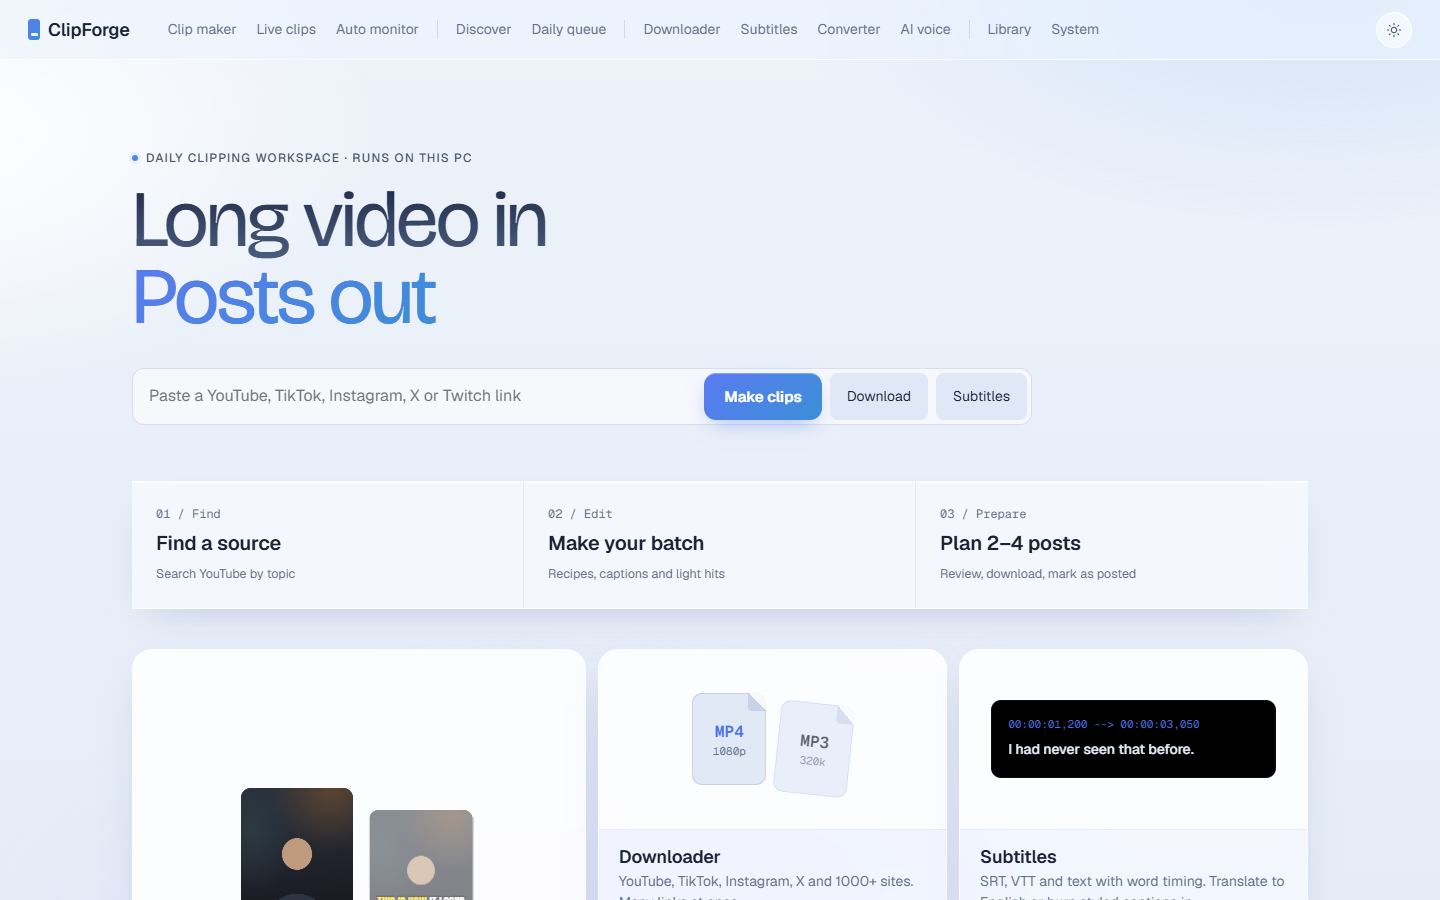 ClipForge
Clip maker
Live clips
Auto monitor
Discover
Daily queue
Downloader
Subtitles
Converter
AI voice
Library
System
DAILY CLIPPING WORKSPACE · RUNS ON THIS PC
Long video in
Posts out
Paste a YouTube, TikTok, Instagram, X or Twitch link
Make clips
Download
Subtitles
01 / Find
Find a source
Search YouTube by topic
02 / Edit
Make your batch
Recipes, captions and light hits
03 / Prepare
Plan 2–4 posts
Review, download, mark as posted
MP4
1080p
MP3
320k
00:00:01,200 --> 00:00:03,050
I had never seen that before.
Downloader
YouTube, TikTok, Instagram, X and 1000+ sites.
Subtitles
SRT, VTT and text with word timing. Translate to